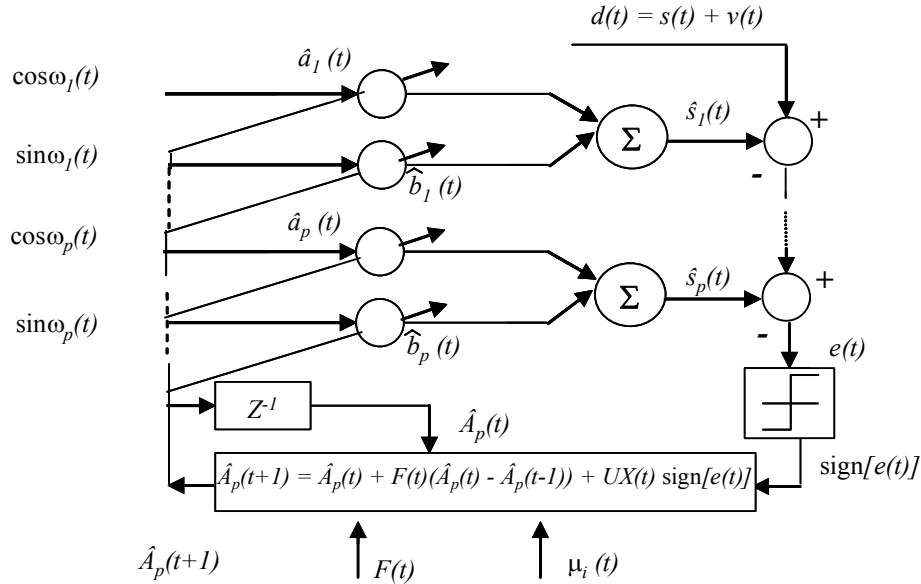 d(t) = s(t) + v(t)
cosω₁(t)
â₁ (t)
+
Σ
ŝ₁(t)
sinω₁(t)
b̂₁ (t)
-
cosωₚ(t)
âₚ (t)
+
Σ
ŝₚ(t)
sinωₚ(t)
b̂ₚ (t)
-
e(t)
Z⁻¹
Âₚ(t)
sign[e(t)]
Âₚ(t+1) = Âₚ(t) + F(t)(Âₚ(t) - Âₚ(t-1)) + UX(t) sign[e(t)]
Âₚ(t+1)
F(t)
μᵢ (t)